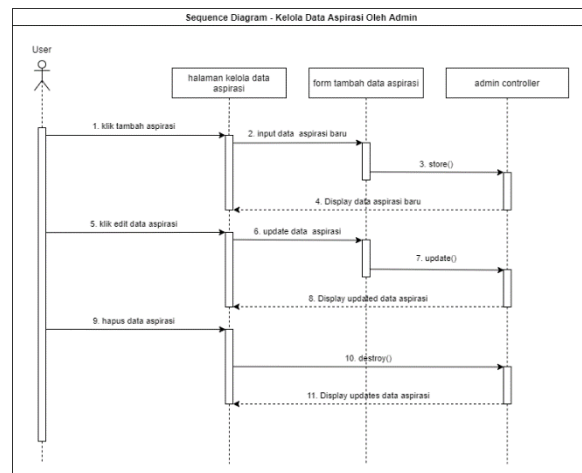 Sequence Diagram - Kelola Data Aspirasi Oleh Admin
User
halaman kelola data
aspirasi
form tambah data aspirasi
admin controller
1. klik tambah aspirasi
2. input data aspirasi baru
3. store()
4. Display data aspirasi baru
5. klik edit data aspirasi
6. update data aspirasi
7. update()
8. Display updated data aspirasi
9. hapus data aspirasi
10. destroy()
11. Display updates data aspirasi